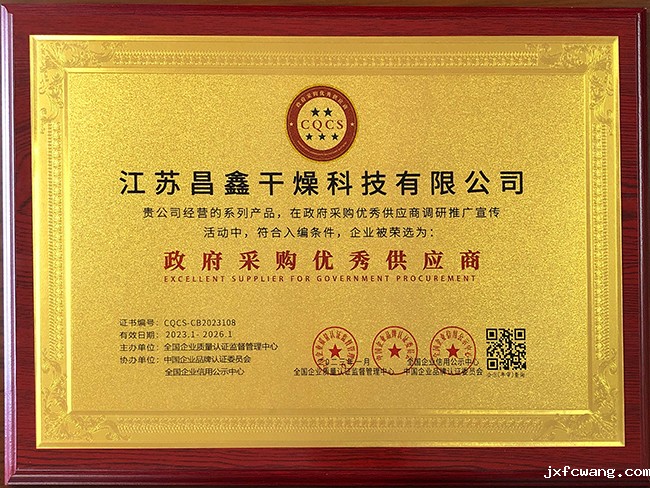 CQCS
江苏昌鑫干燥科技有限公司
贵公司经营的系列产品，在政府采购优秀供应商调研推广宣传
活动中，符合入编条件，企业被荣选为：
政府采购优秀供应商
EXCELLENT SUPPLIER FOR GOVERNMENT PROCUREMENT
证书编号：CQCS-CB2023108
有效日期：2023.1- 2026.1
主办单位：全国企业质量认证监督管理中心
协办单位：中国企业品牌认证委员会
全国企业信用公示中心
二〇二三年一月
全国企业信用公示中心
全国企业质量认证监督管理中心 中国企业品牌认证委员会
jxfcwang.com